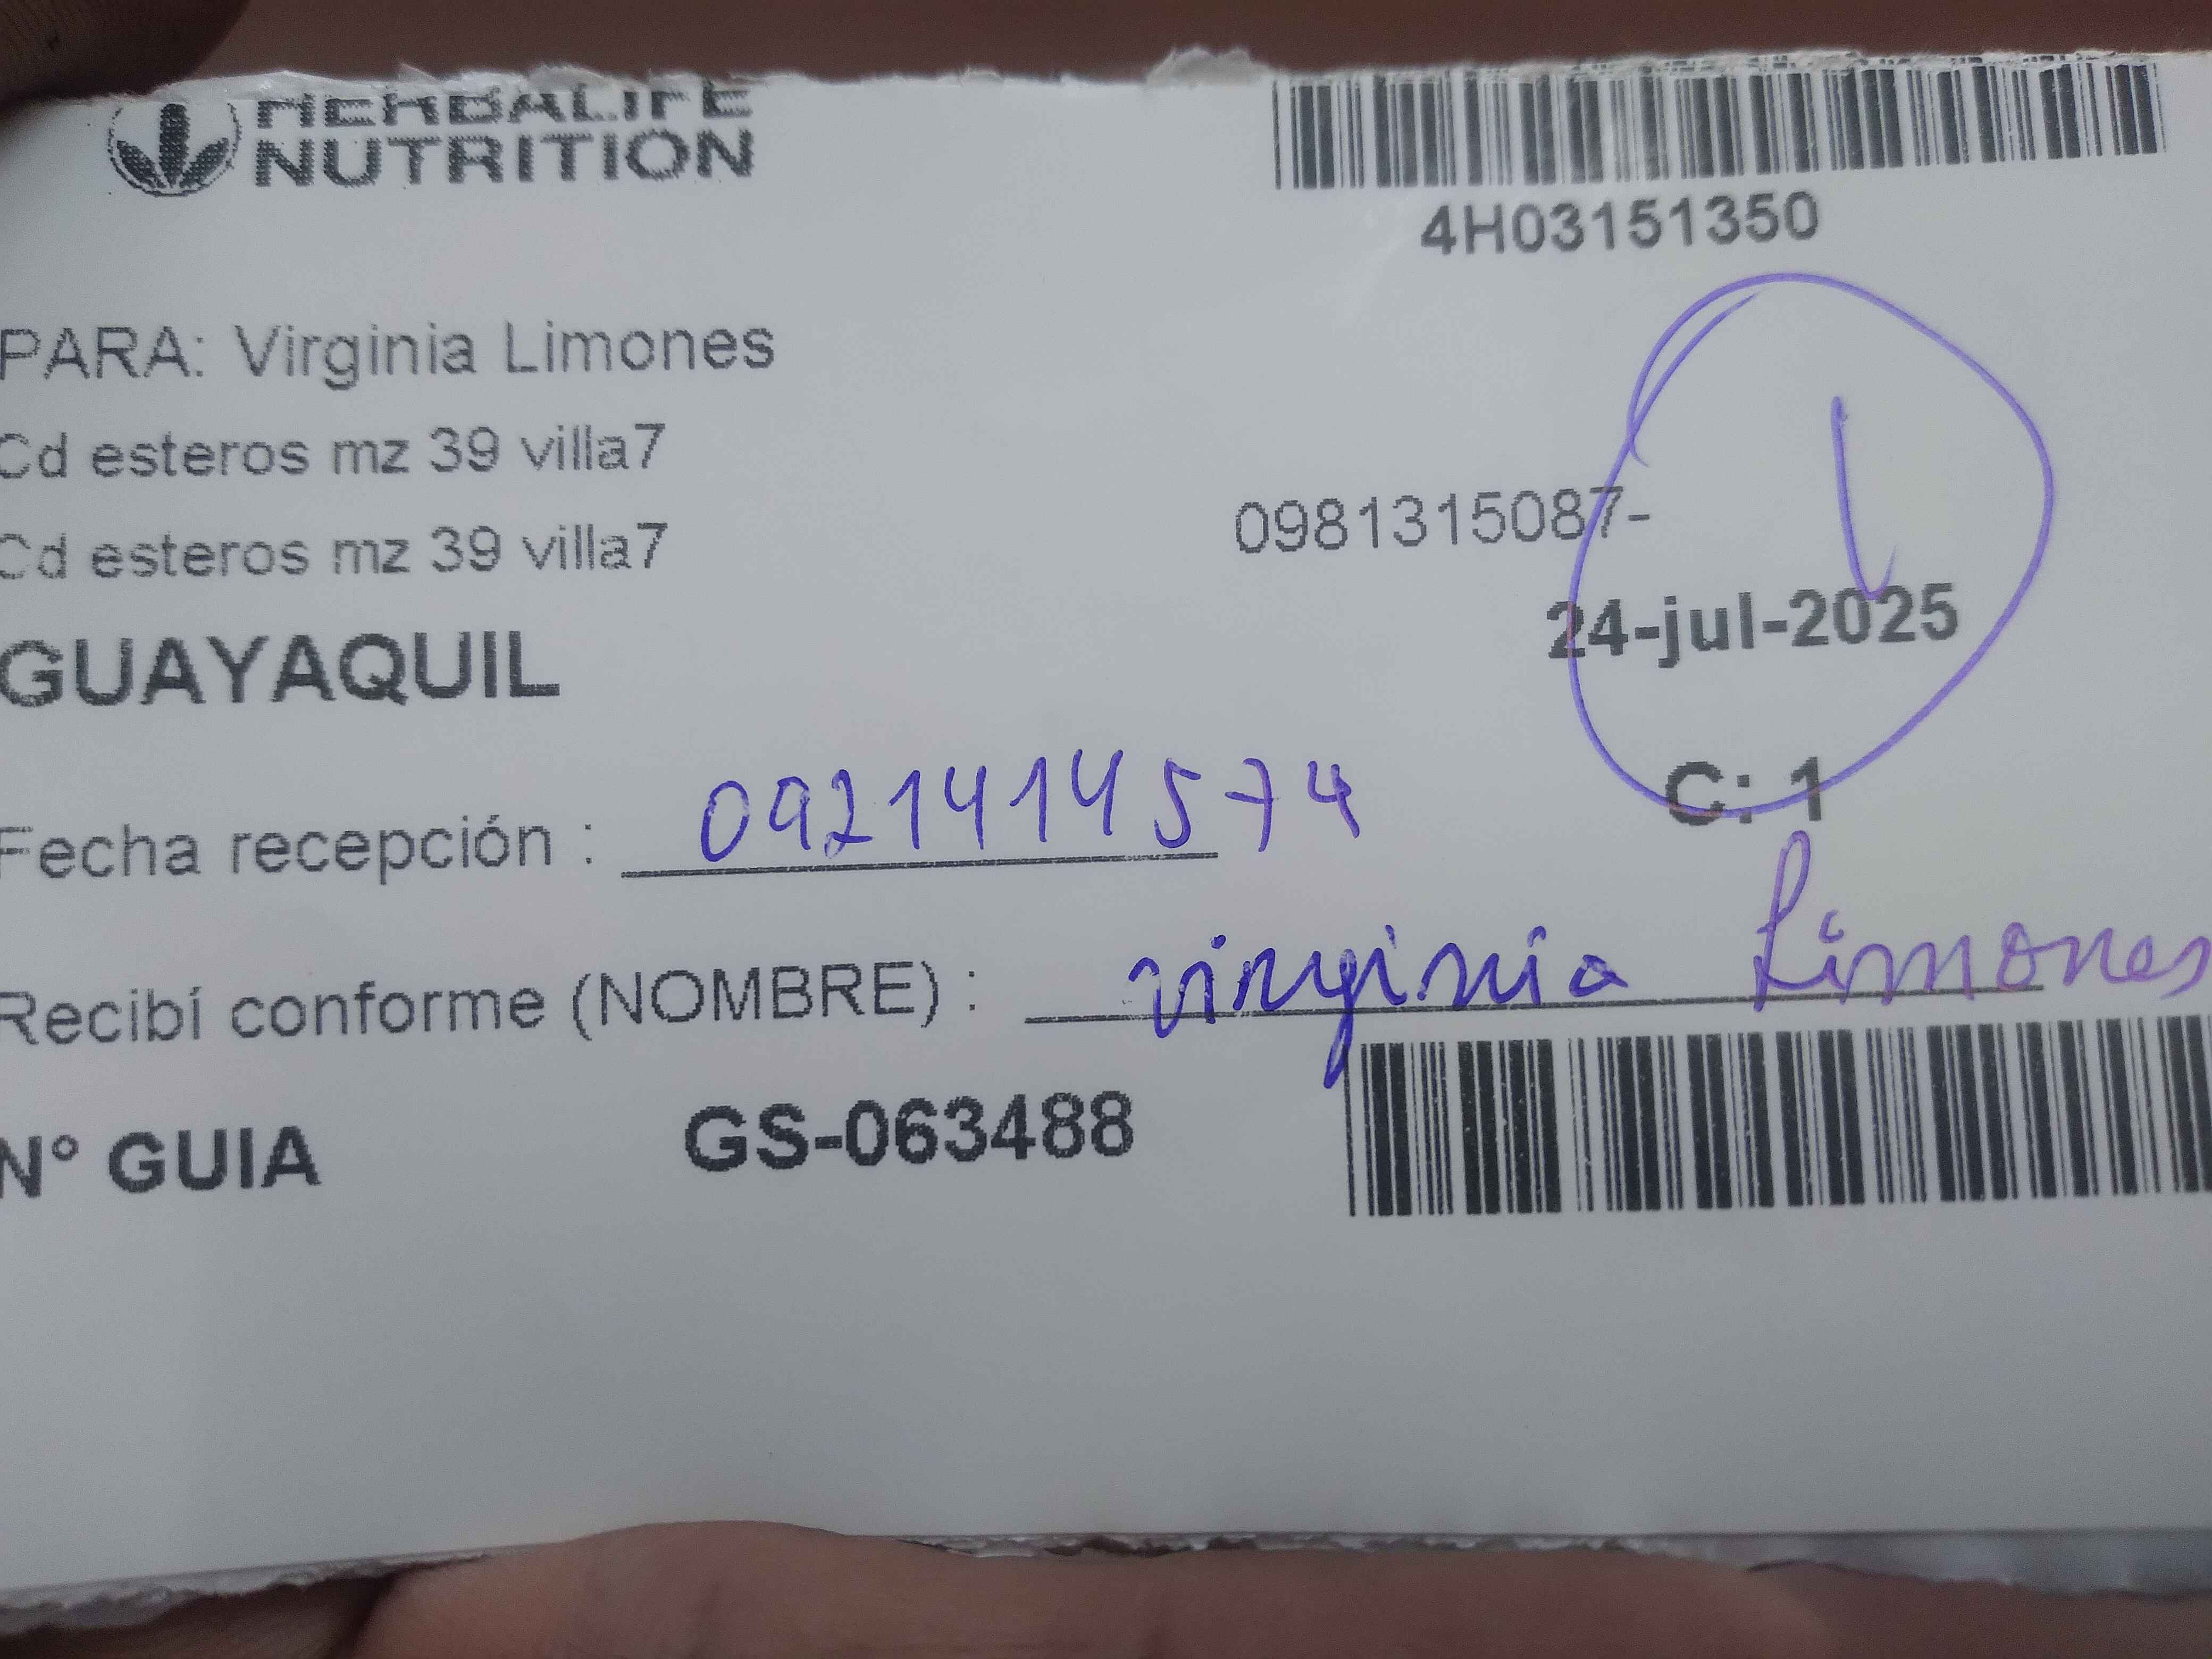 HERBALIFE
NUTRITION
4H03151350
PARA: Virginia Limones
Cd esteros mz 39 villa7
Cd esteros mz 39 villa7
0981315087-
GUAYAQUIL
24-jul-2025
C: 1
Fecha recepción : 0921414574
Recibí conforme (NOMBRE) : virginia Limones
N° GUIA GS-063488